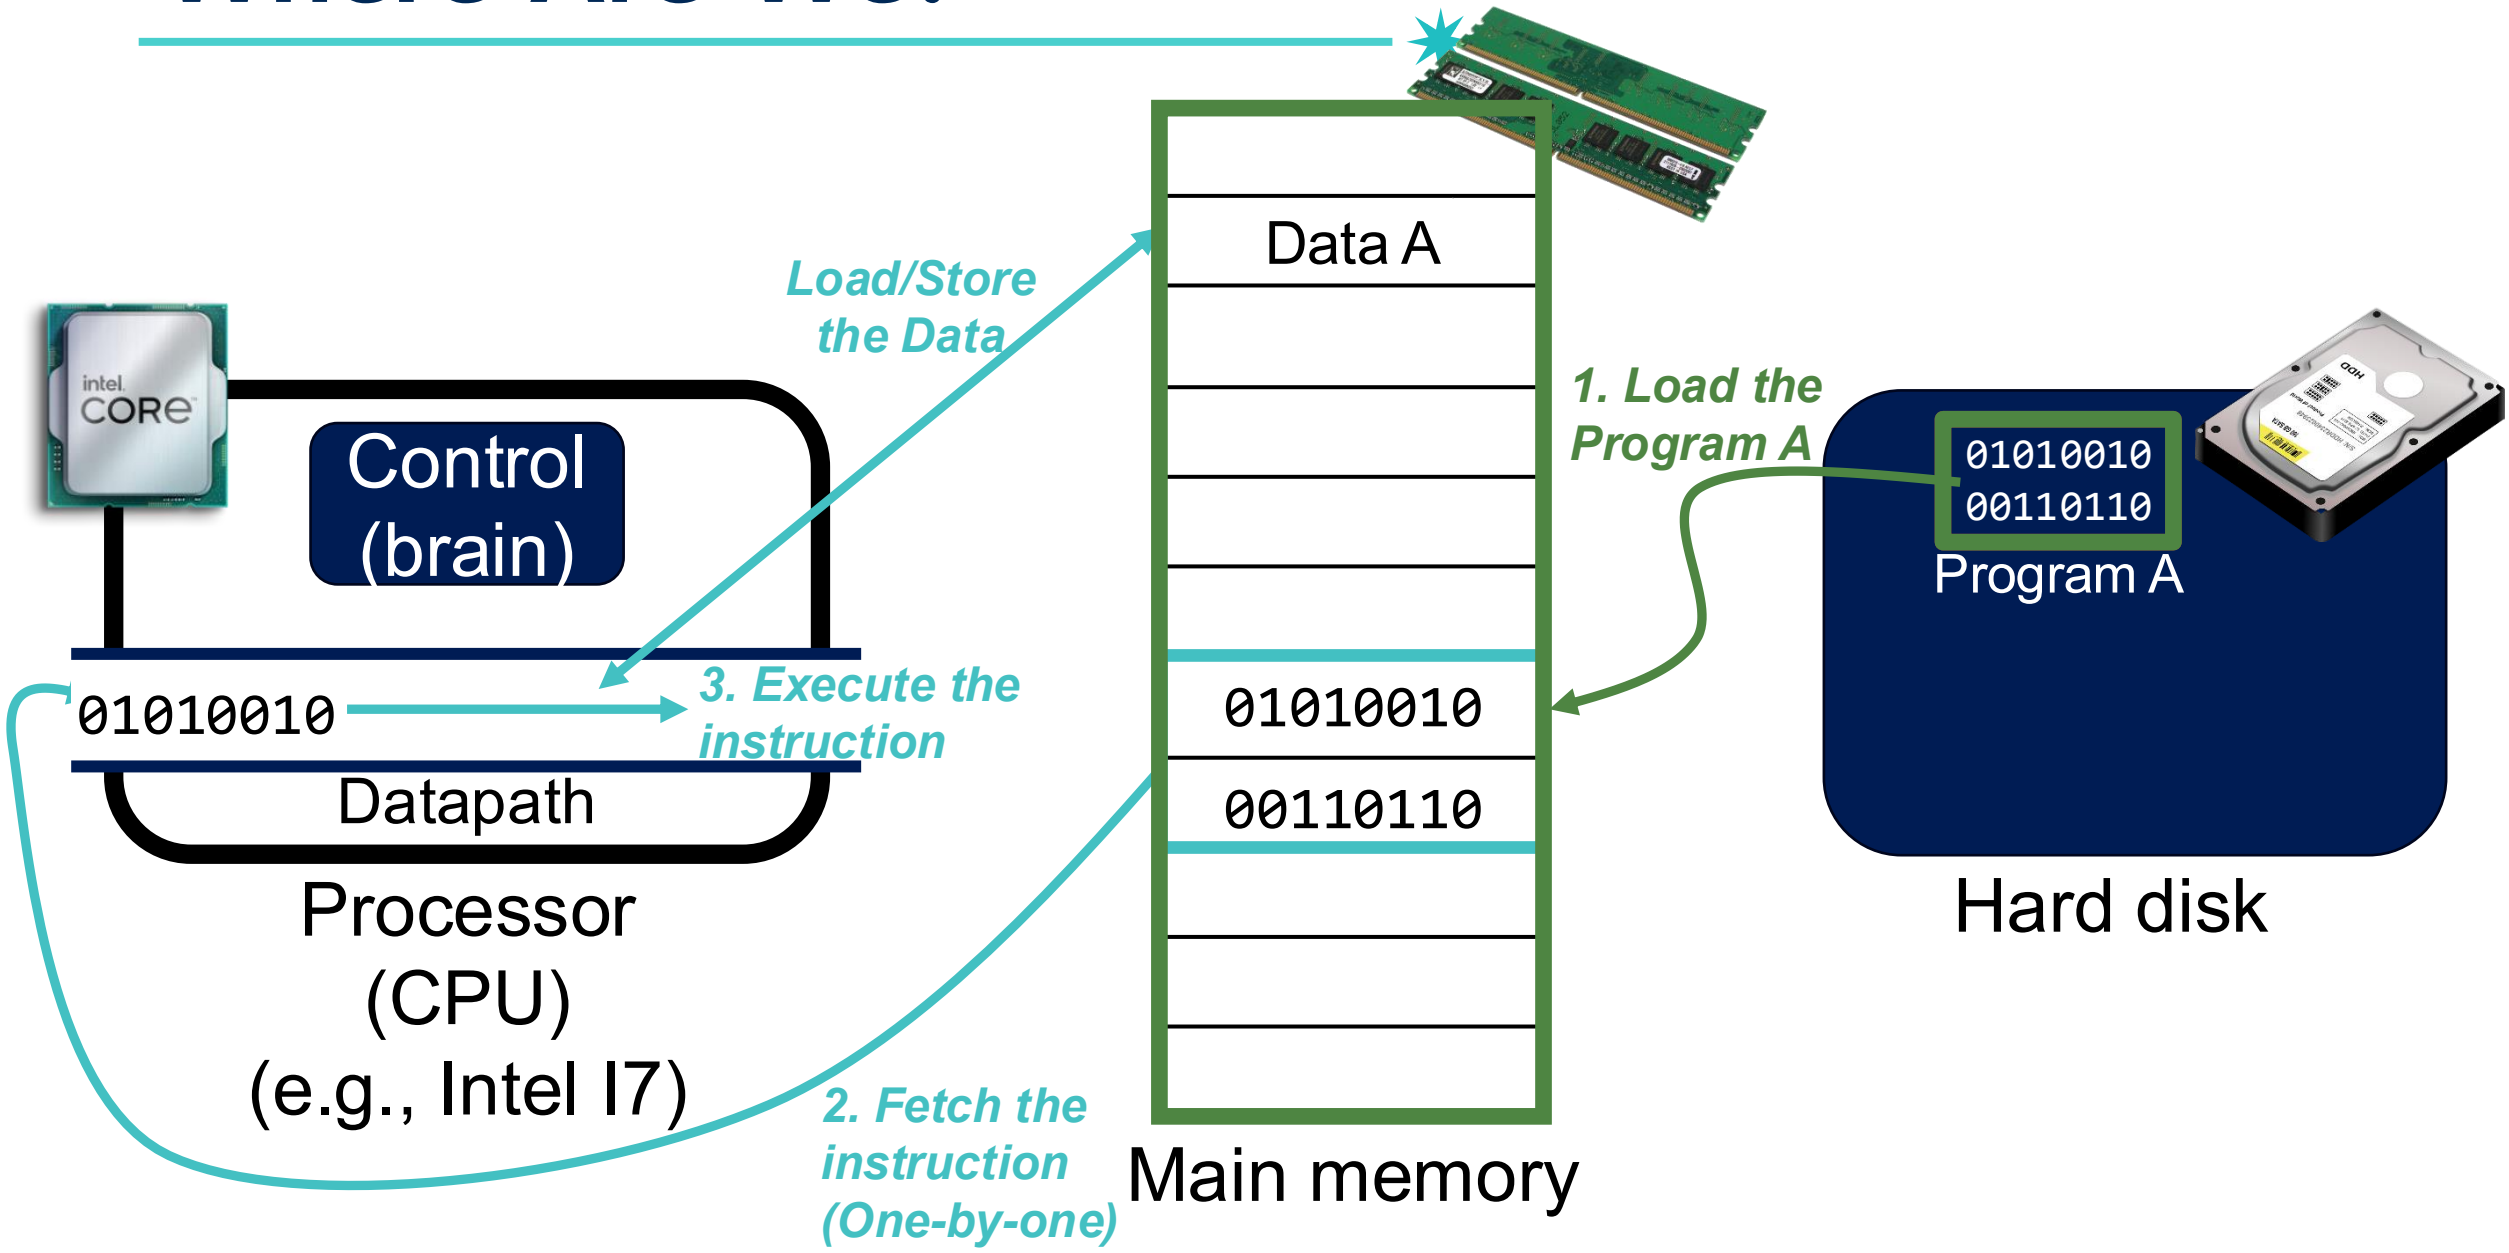 Data A
Load/Store
the Data
intel.
CORe
Control
(brain)
1. Load the
Program A
HDD
01010010
00110110
Program A
01010010
3. Execute the
instruction
Datapath
01010010
00110110
Processor
(CPU)
(e.g., Intel I7)
Hard disk
2. Fetch the
instruction
(One-by-one)
Main memory